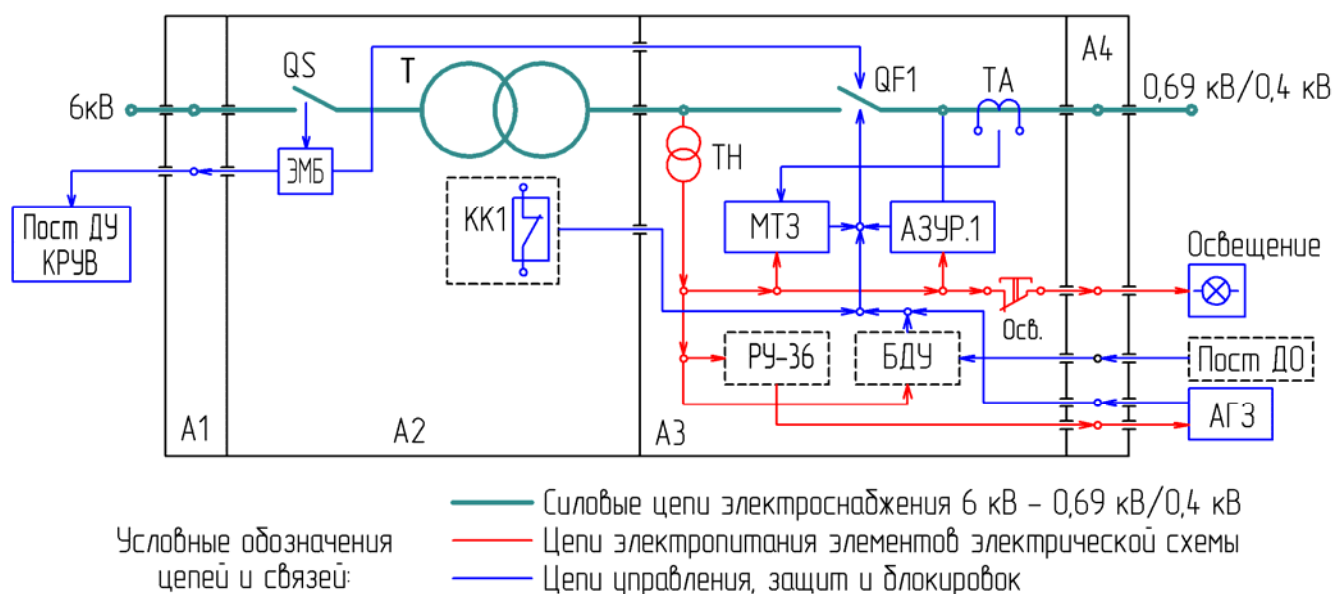 A4
QS
T
QF1
TA
6кВ
0,69 кВ/0,4 кВ
ТН
ЭМБ
Пост ДУ
КРУВ
КК1
МТЗ
АЗУР.1
Освещение
Осв.
РУ-36
БДУ
Пост ДО
АГЗ
A1
A2
A3
Силовые цепи электроснабжения 6 кВ – 0,69 кВ/0,4 кВ
Условные обозначения
цепей и связей:
Цепи электропитания элементов электрической схемы
Цепи управления, защит и блокировок